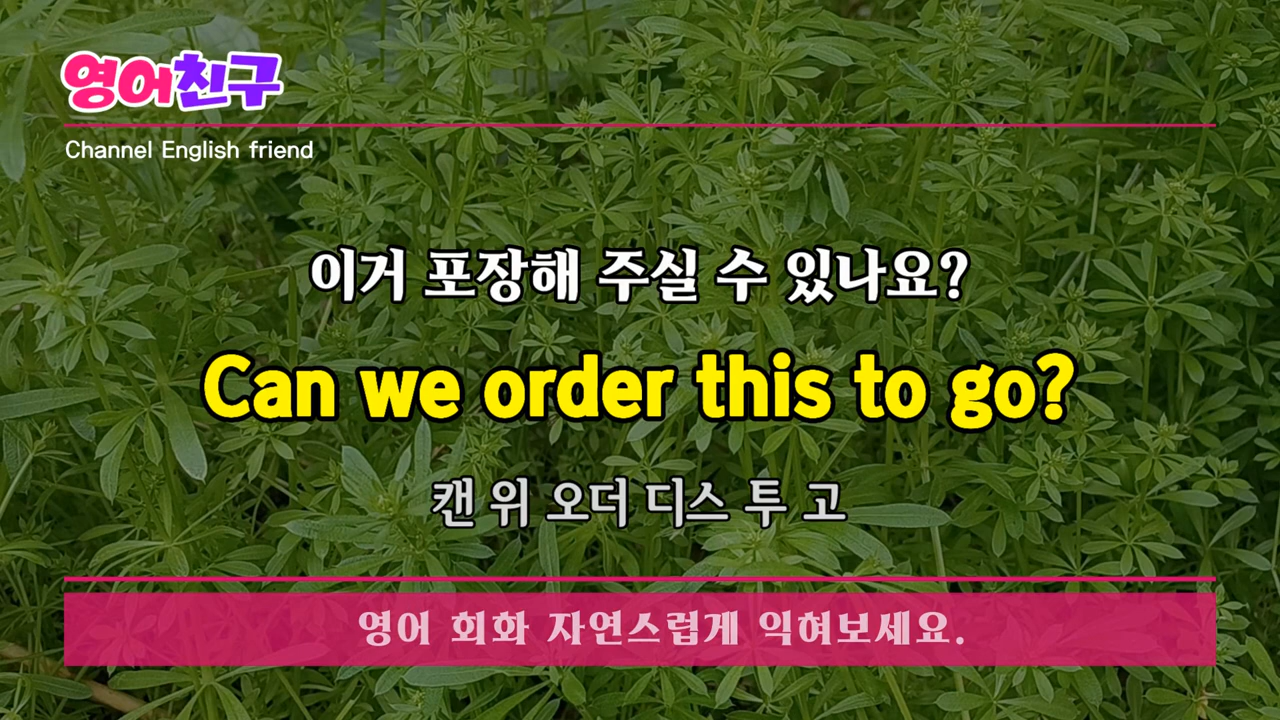 영어친구
Channel English friend
이거 포장해 주실 수 있나요?
Can we order this to go?
캔 위 오더 디스 투 고
영어 회화 자연스럽게 익혀보세요.